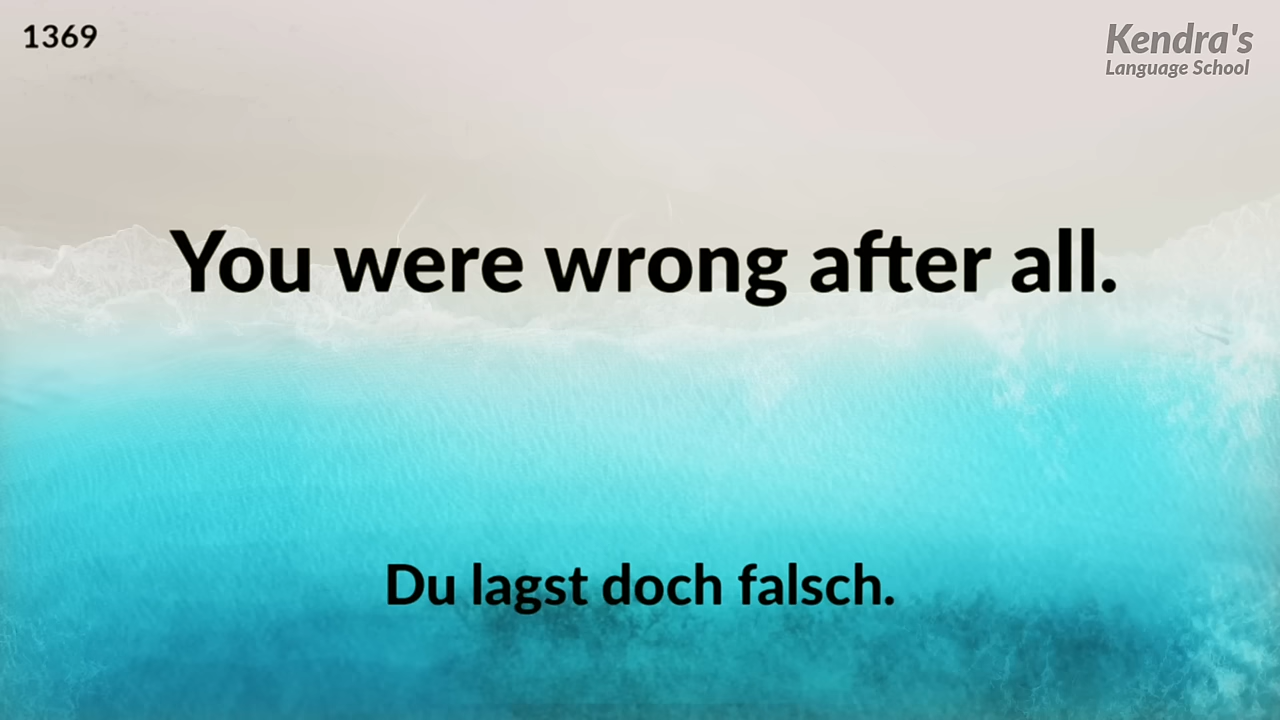 1369
Kendra's
Language School
You were wrong after all.
Du lagst doch falsch.